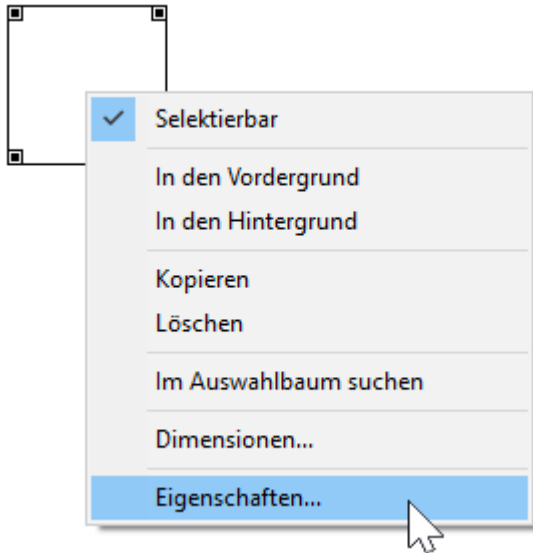 Selektierbar
In den Vordergrund
In den Hintergrund
Kopieren
Löschen
Im Auswahlbaum suchen
Dimensionen...
Eigenschaften...